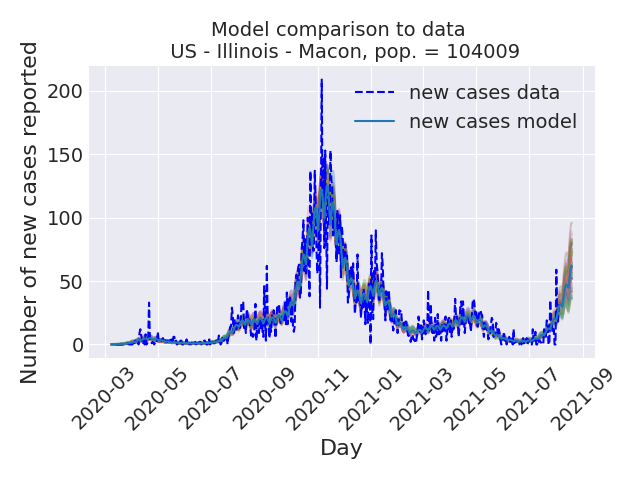 Model comparison to data
US - Illinois - Macon, pop. = 104009
Number of new cases reported
200
150
100
50
0
new cases data
new cases model
2020-03
2020-05
2020-07
2020-09
2020-11
2021-01
2021-03
2021-05
2021-07
2021-09
Day